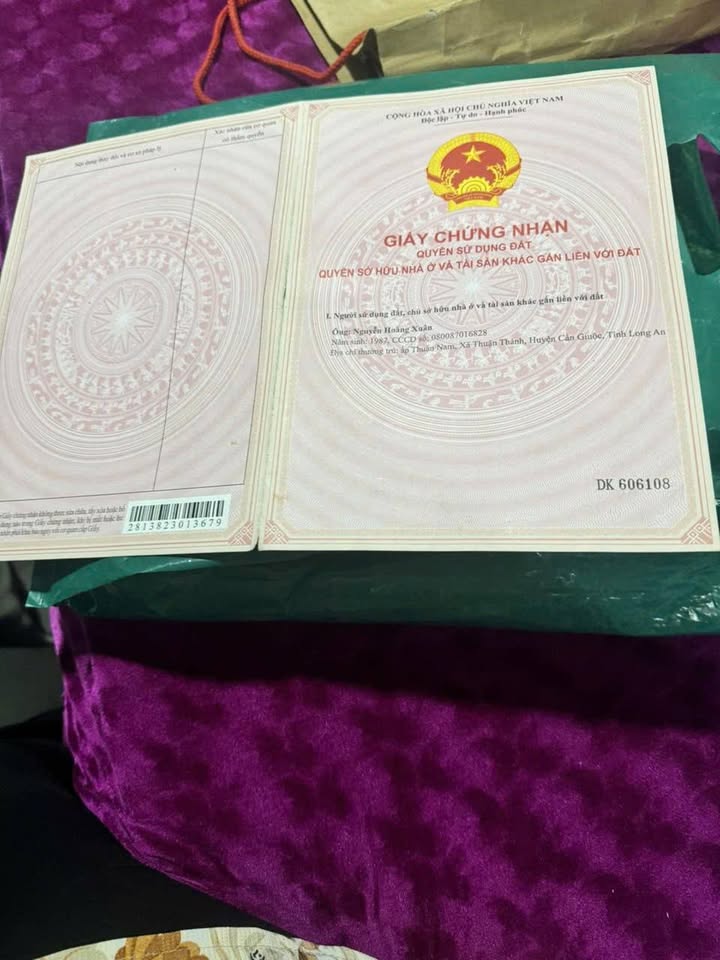 Nội dung thay đổi và cơ sở pháp lý
Xác nhận của cơ quan
có thẩm quyền
2813823013679
CỘNG HÒA XÃ HỘI CHỦ NGHĨA VIỆT NAM
Độc lập - Tự do - Hạnh phúc
GIẤY CHỨNG NHẬN
QUYỀN SỬ DỤNG ĐẤT
QUYỀN SỞ HỮU NHÀ Ở VÀ TÀI SẢN KHÁC GẮN LIỀN VỚI ĐẤT
I. Người sử dụng đất, chủ sở hữu nhà ở và tài sản khác gắn liền với đất
Ông: Nguyễn Hoàng Xuân
Năm sinh: 1987, CCCD số: 080087016828
Địa chỉ thường trú: ấp Thuận Nam, Xã Thuận Thành, Huyện Cần Giuộc, Tỉnh Long An
DK 606108